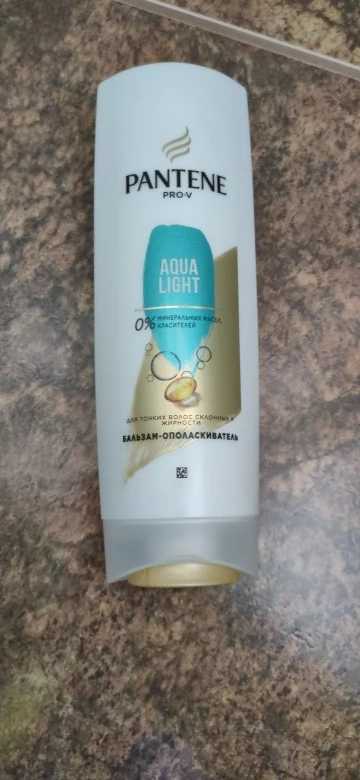 PANTENE
PRO-V
AQUA
LIGHT
0% МИНЕРАЛЬНЫХ МАСЕЛ,
КРАСИТЕЛЕЙ
ДЛЯ ТОНКИХ ВОЛОС СКЛОННЫХ К
ЖИРНОСТИ
БАЛЬЗАМ-ОПОЛАСКИВАТЕЛЬ